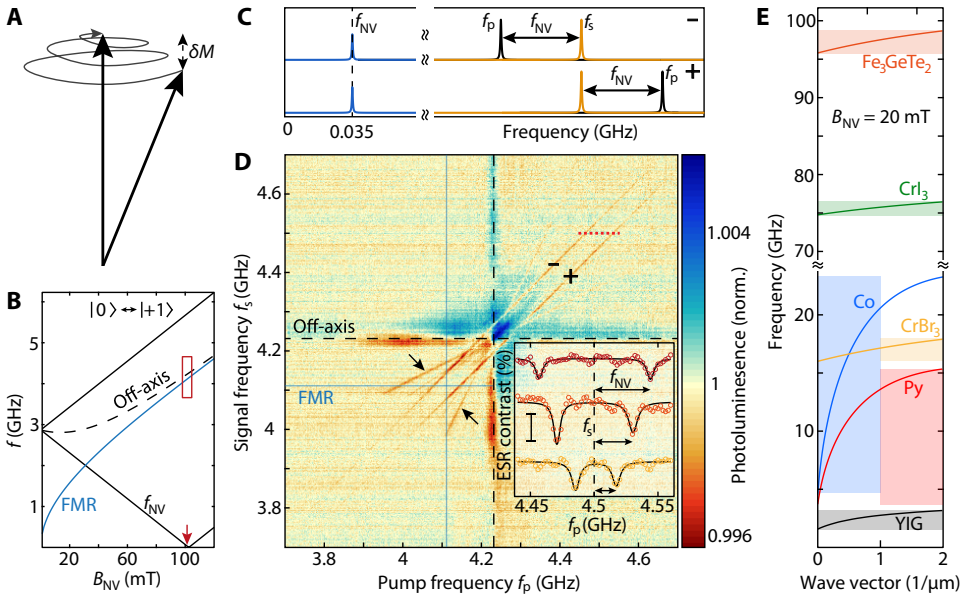 A
δM
B
|0⟩ ↔ |+1⟩
Off-axis
FMR
f_NV
f (GHz)
5
3
1
0
50
100
B_NV (mT)
C
f_NV
f_p
f_NV
f_s
–
f_NV
f_p
+
0
0.035
Frequency (GHz)
D
4.6
4.4
4.2
4
3.8
Signal frequency f_s (GHz)
–
+
Off-axis
FMR
3.8
4
4.2
4.4
4.6
Pump frequency f_p (GHz)
ESR contrast (%)
f_NV
f_s
4.45
4.5
4.55
f_p (GHz)
1.004
1
0.996
Photoluminesence (norm.)
E
100
90
80
70
20
10
Frequency (GHz)
Fe₃GeTe₂
B_NV = 20 mT
CrI₃
Co
CrBr₃
Py
YIG
0
1
2
Wave vector (1/μm)